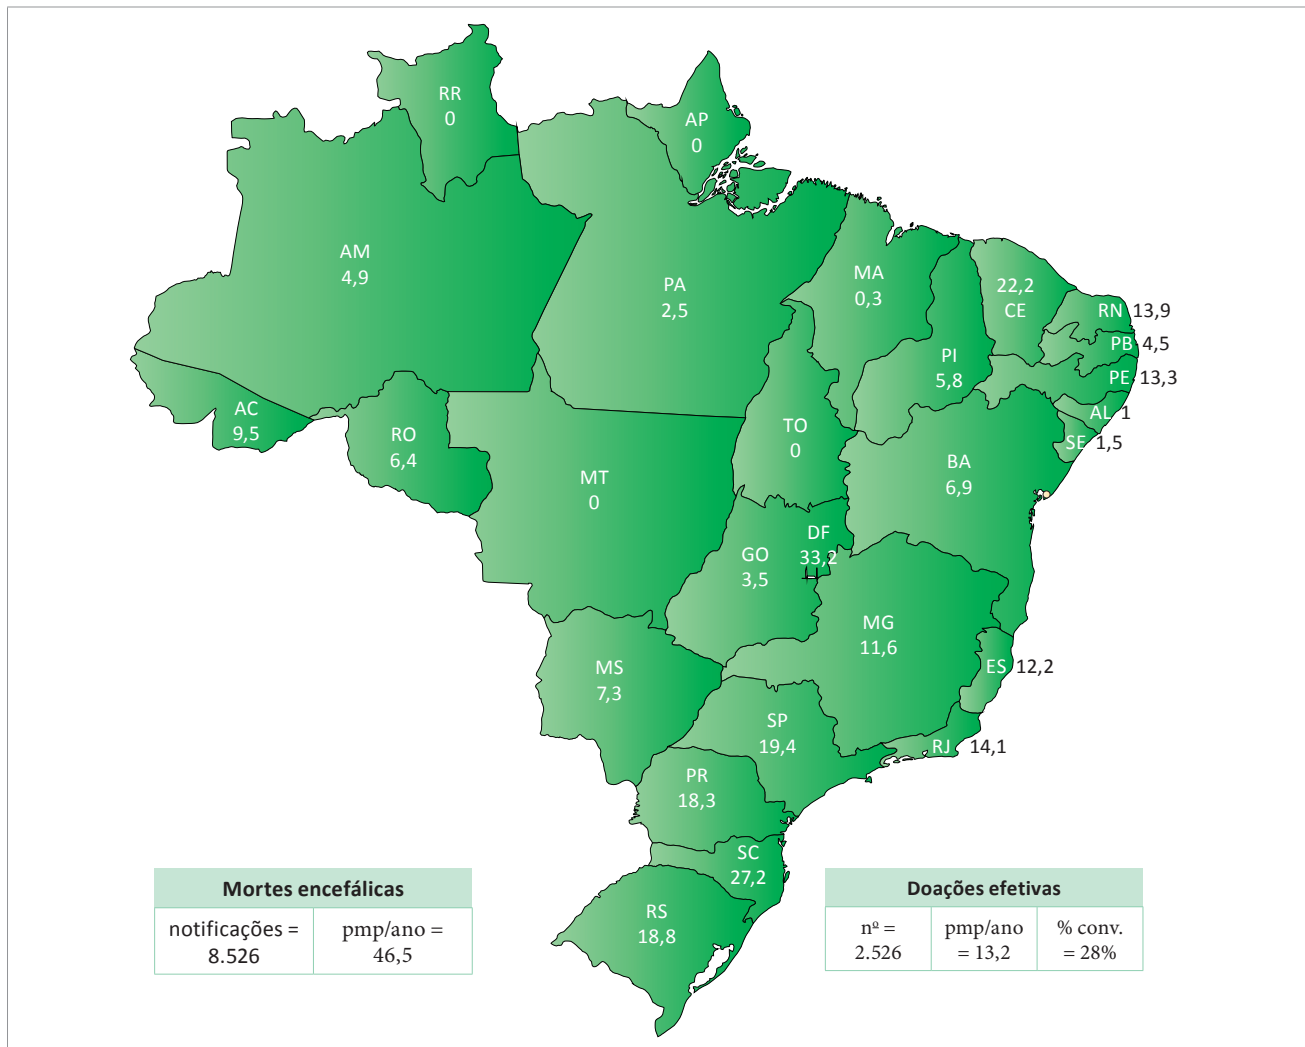 RR
0
AP
0
AM
4,9
PA
2,5
MA
0,3
22,2
CE
RN 13,9
PB 4,5
PI
5,8
PE 13,3
AL 1
SE 1,5
AC
9,5
RO
6,4
TO
0
BA
6,9
MT
0
DF
33,2
GO
3,5
MG
11,6
ES 12,2
MS
7,3
SP
19,4
RJ 14,1
PR
18,3
SC
27,2
RS
18,8
Mortes encefálicas
notificações =
8.526
pmp/ano =
46,5
Doações efetivas
nº =
2.526
pmp/ano
= 13,2
% conv.
= 28%